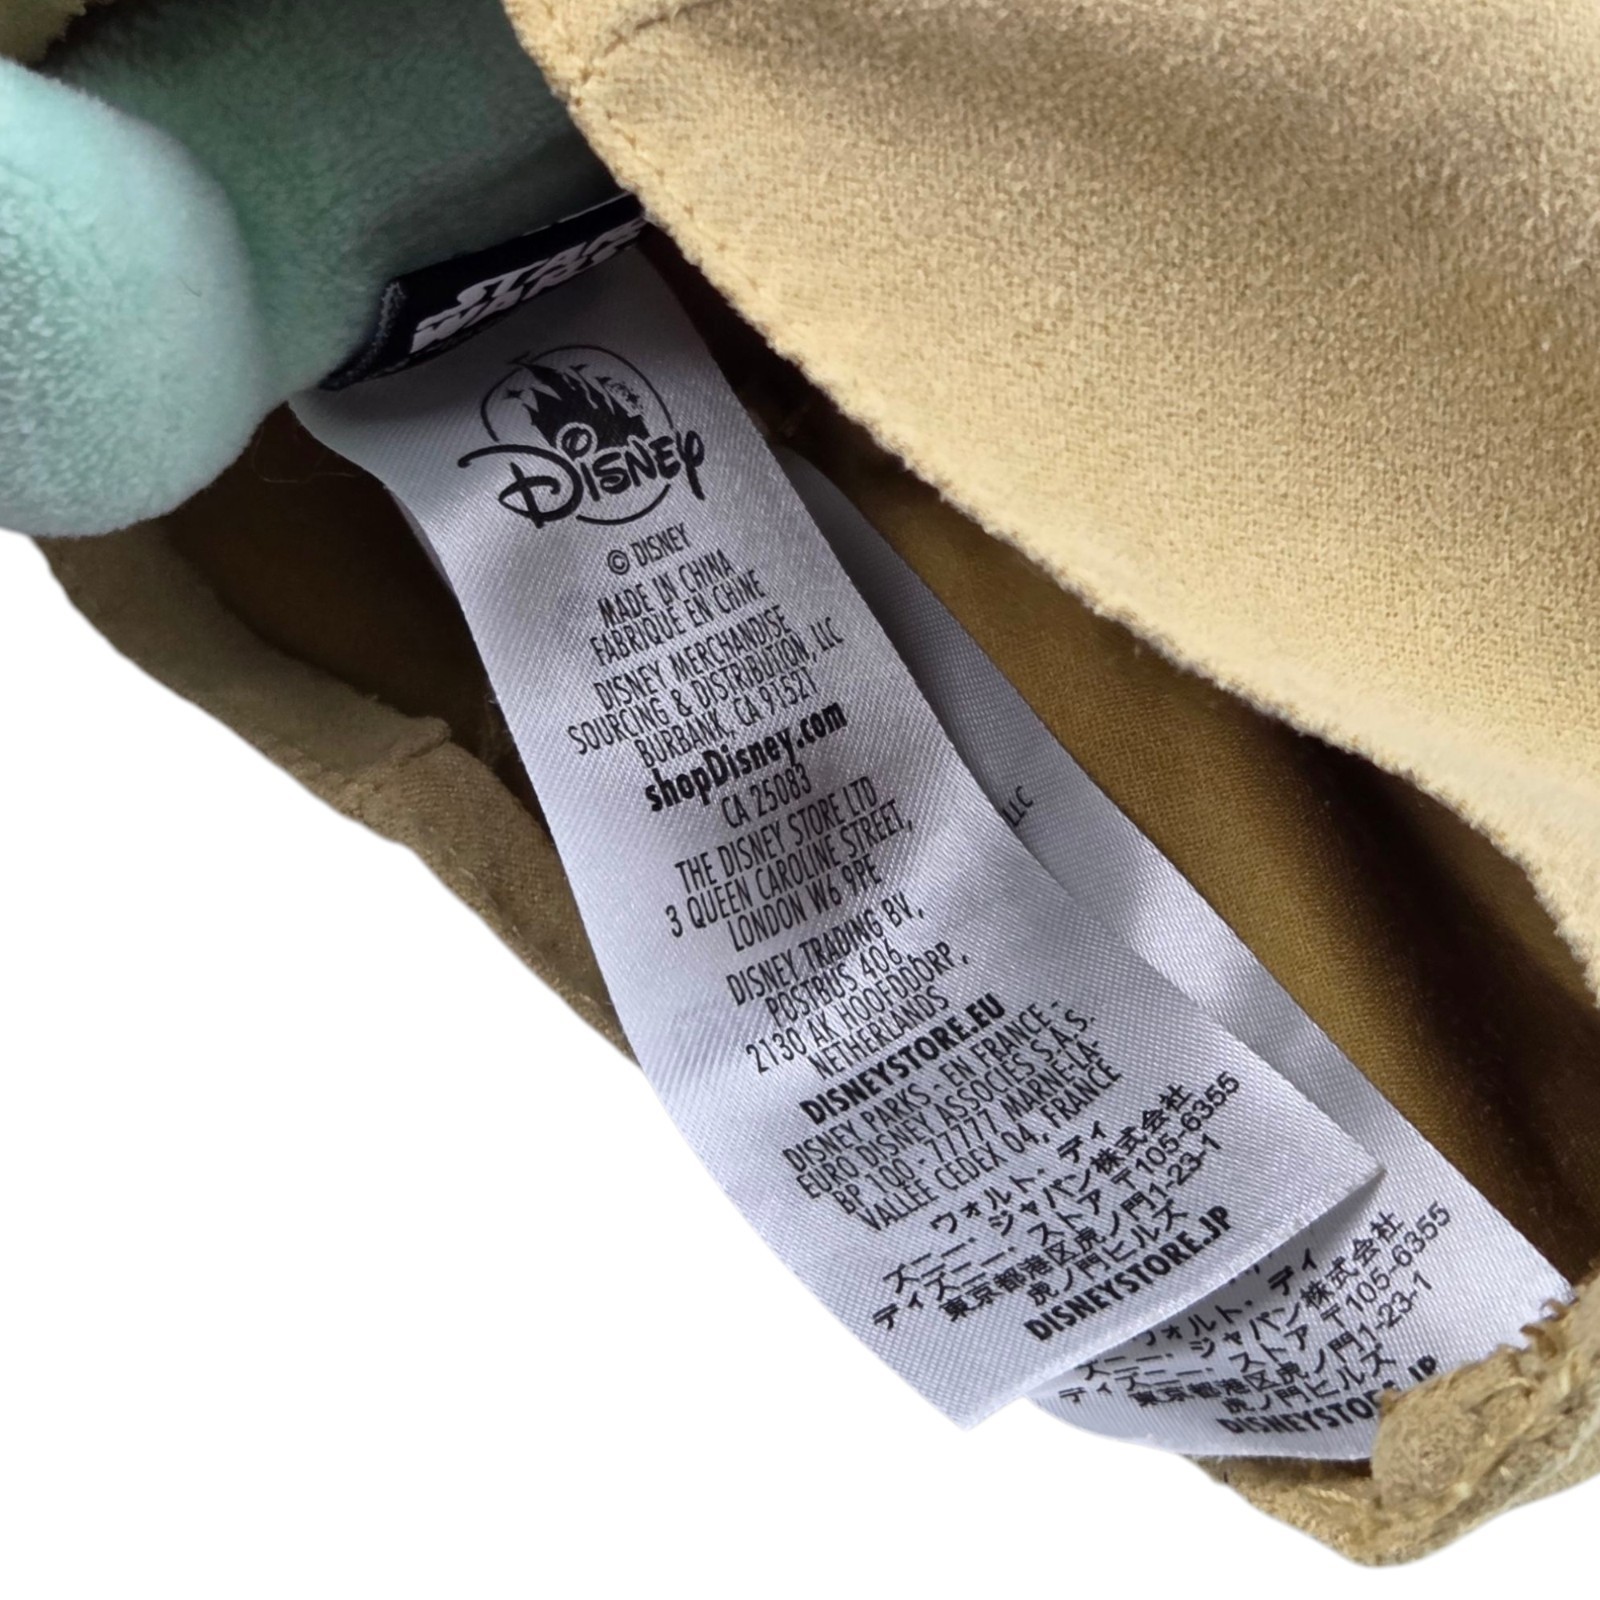 STAR
WARS
DISNEY
© DISNEY
MADE IN CHINA
FABRIQUÉ EN CHINE
DISNEY MERCHANDISE
SOURCING & DISTRIBUTION, LLC
BURBANK, CA 91521
shopDisney.com
CA 25083
THE DISNEY STORE LTD
3 QUEEN CAROLINE STREET,
LONDON W6 9PE
DISNEY TRADING BV,
POSTBUS 406,
2130 AK HOOFDDORP,
NETHERLANDS
DISNEYSTORE.EU
DISNEY PARKS - EN FRANCE -
EURO DISNEY ASSOCIÉS S.A.S.
BP 100 - 77777, MARNE-LA-
VALLÉE CEDEX 04, FRANCE
ウォルト・ディ
ズニー・ジャパン株式会社
ディズニー・ストア 〒105-6355
東京都港区虎ノ門1-23-1
虎ノ門ヒルズ
DISNEYSTORE.JP
LLC
ウォルト・ディ
ズニー・ジャパン株式会社
ディズニー・ストア 〒105-6355
東京都港区虎ノ門1-23-1
虎ノ門ヒルズ
DISNEYSTO